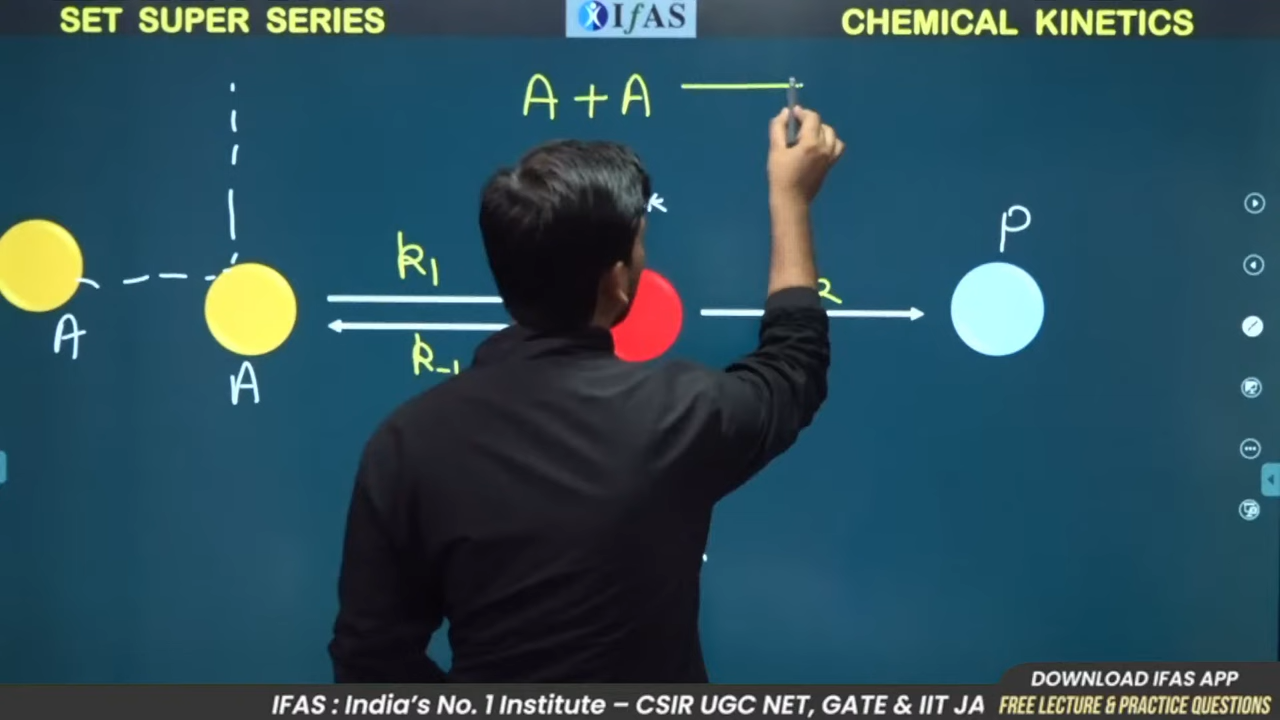 SET SUPER SERIES
IfAS
CHEMICAL KINETICS
A + A
*
k₁
k₋₁
2
P
A
A
DOWNLOAD IFAS APP
IFAS : India's No. 1 Institute – CSIR UGC NET, GATE & IIT JA
FREE LECTURE & PRACTICE QUESTIONS